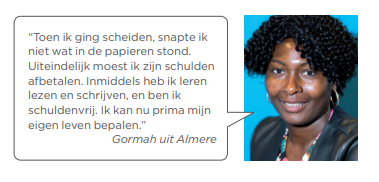 "Toen ik ging scheiden, snapte ik
niet wat in de papieren stond.
Uiteindelijk moest ik zijn schulden
afbetalen. Inmiddels heb ik leren
lezen en schrijven, en ben ik
schuldenvrij. Ik kan nu prima mijn
eigen leven bepalen."
Gormah uit Almere